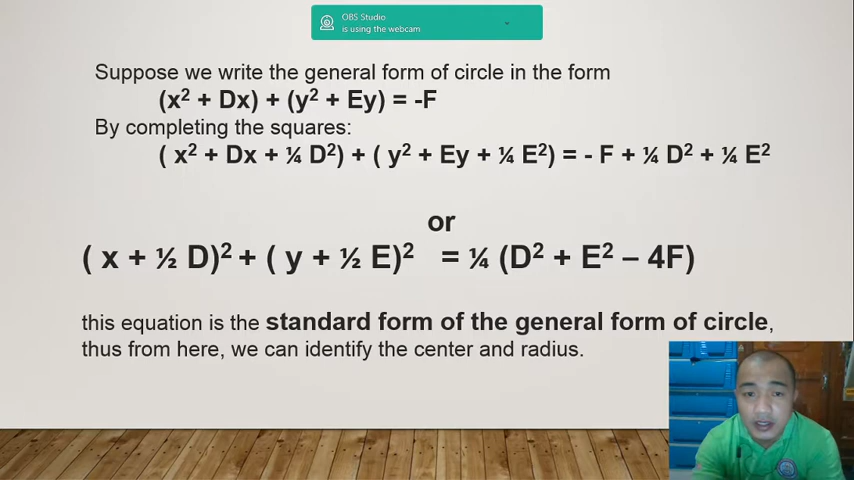 OBS Studio
is using the webcam
Suppose we write the general form of circle in the form
(x² + Dx) + (y² + Ey) = -F
By completing the squares:
( x² + Dx + ¼ D²) + ( y² + Ey + ¼ E²) = - F + ¼ D² + ¼ E²
or
( x + ½ D)² + ( y + ½ E)² = ¼ (D² + E² – 4F)
this equation is the standard form of the general form of circle,
thus from here, we can identify the center and radius.